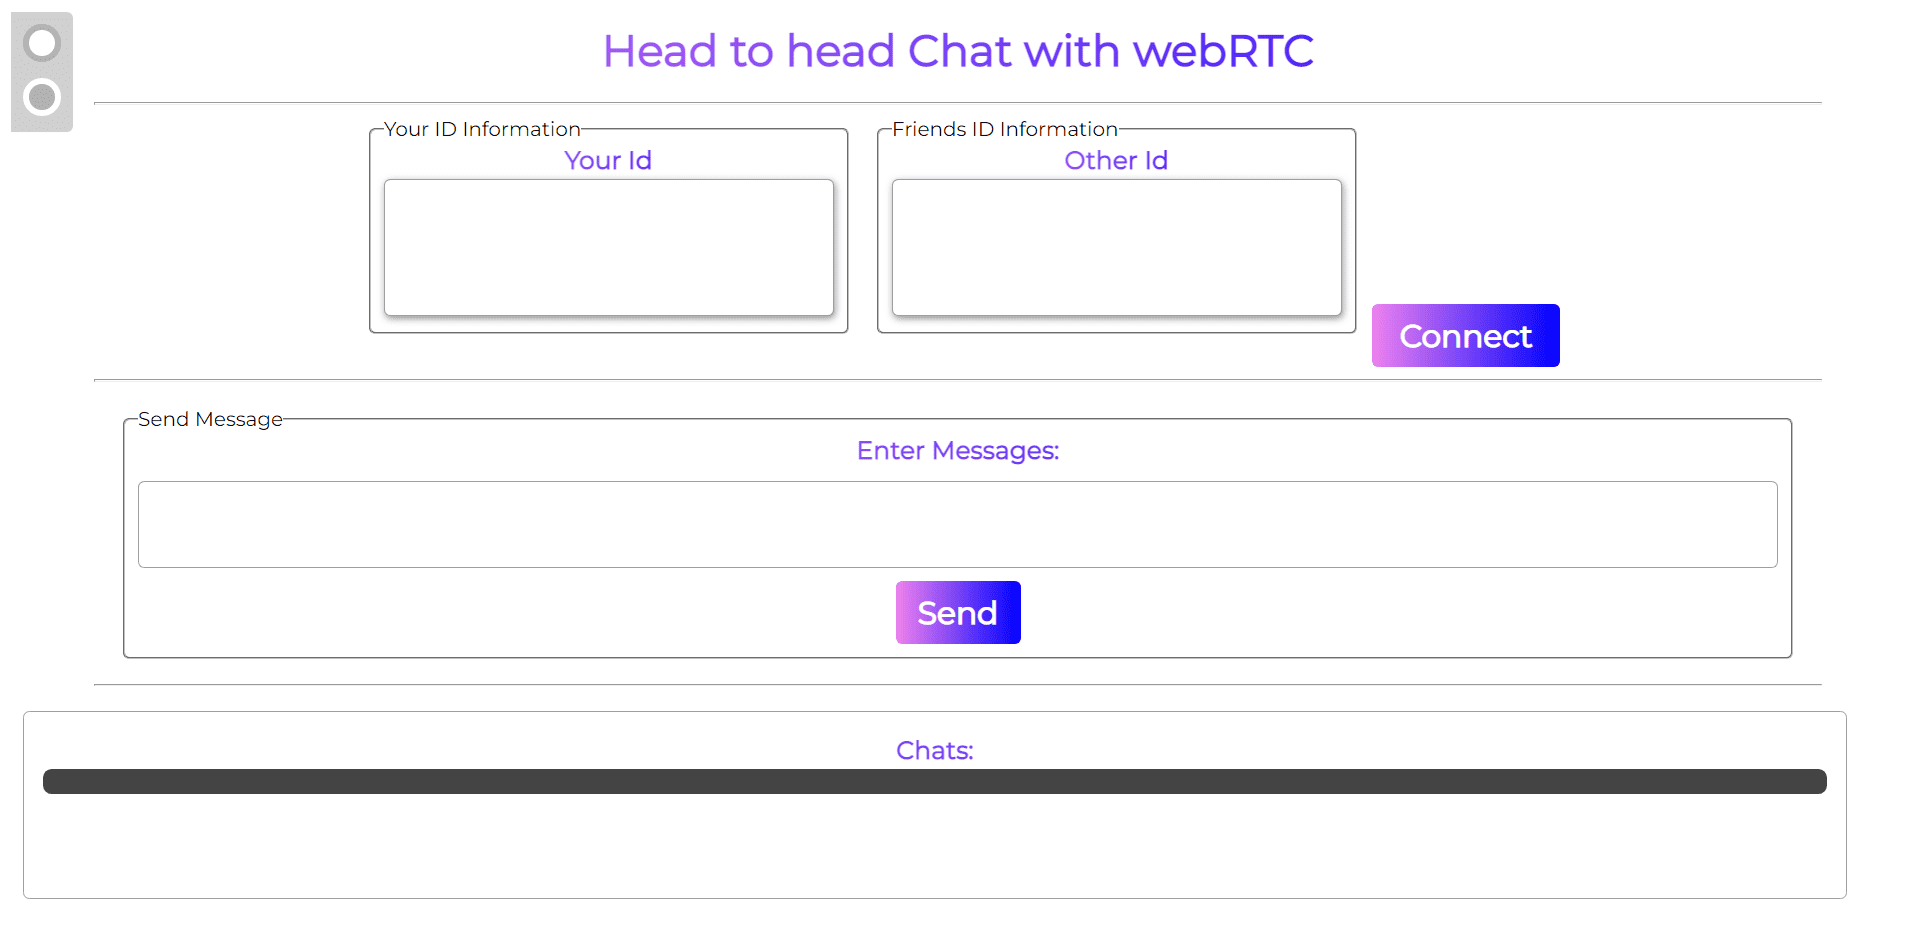 Head to head Chat with webRTC
Your ID Information
Your Id
Friends ID Information
Other Id
Connect
Send Message
Enter Messages:
Send
Chats: